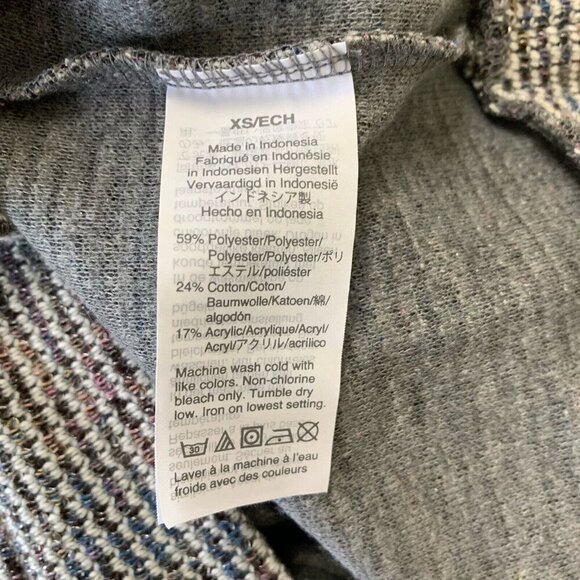 XS/ECH
Made in Indonesia
Fabriqué en Indonésie
in Indonesien Hergestellt
Vervaardigd in Indonesië
インドネシア製
Hecho en Indonesia
59% Polyester/Polyester/
Polyester/Polyester/ポリ
エステル/poliéster
24% Cotton/Coton/
Baumwolle/Katoen/綿/
algodón
17% Acrylic/Acrylique/Acryl/
Acryl/アクリル/acrílico
Machine wash cold with
like colors. Non-chlorine
bleach only. Tumble dry
low. Iron on lowest setting.
30
Laver à la machine à l'eau
froide avec des couleurs